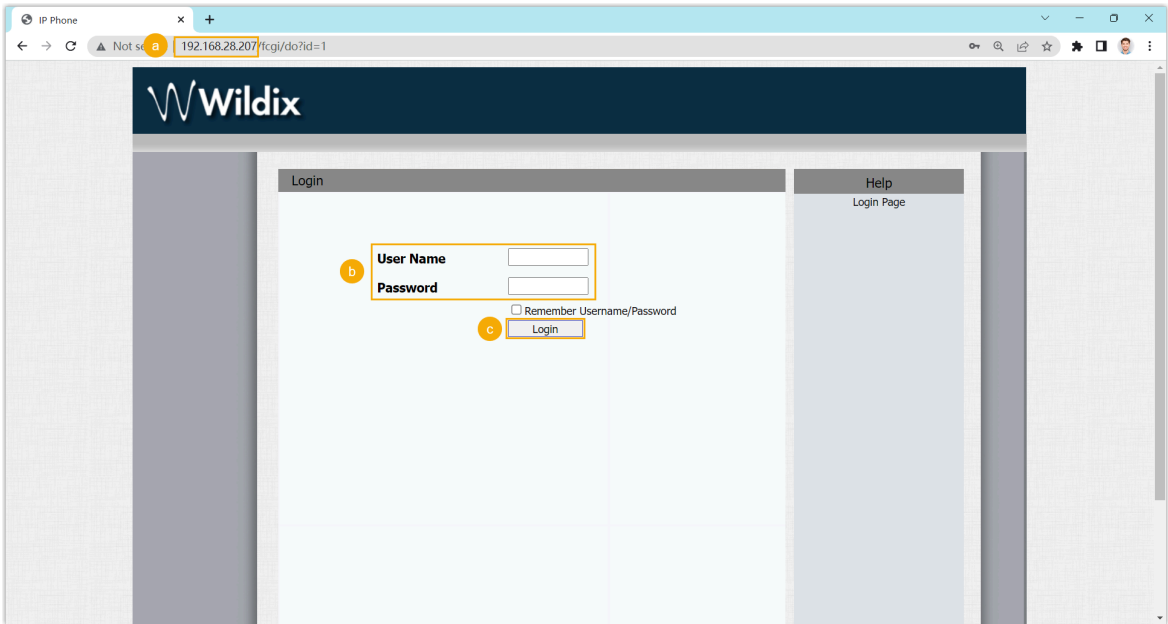 IP Phone
a
Not se
192.168.28.207/fcgi/do?id=1
Wildix
Login
Help
Login Page
b
User Name
Password
Remember Username/Password
c
Login